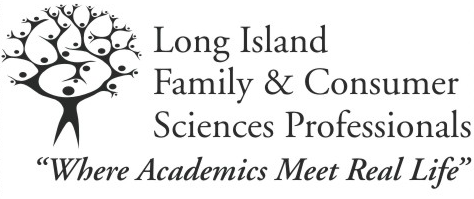 Long Island
Family & Consumer
Sciences Professionals
“Where Academics Meet Real Life”